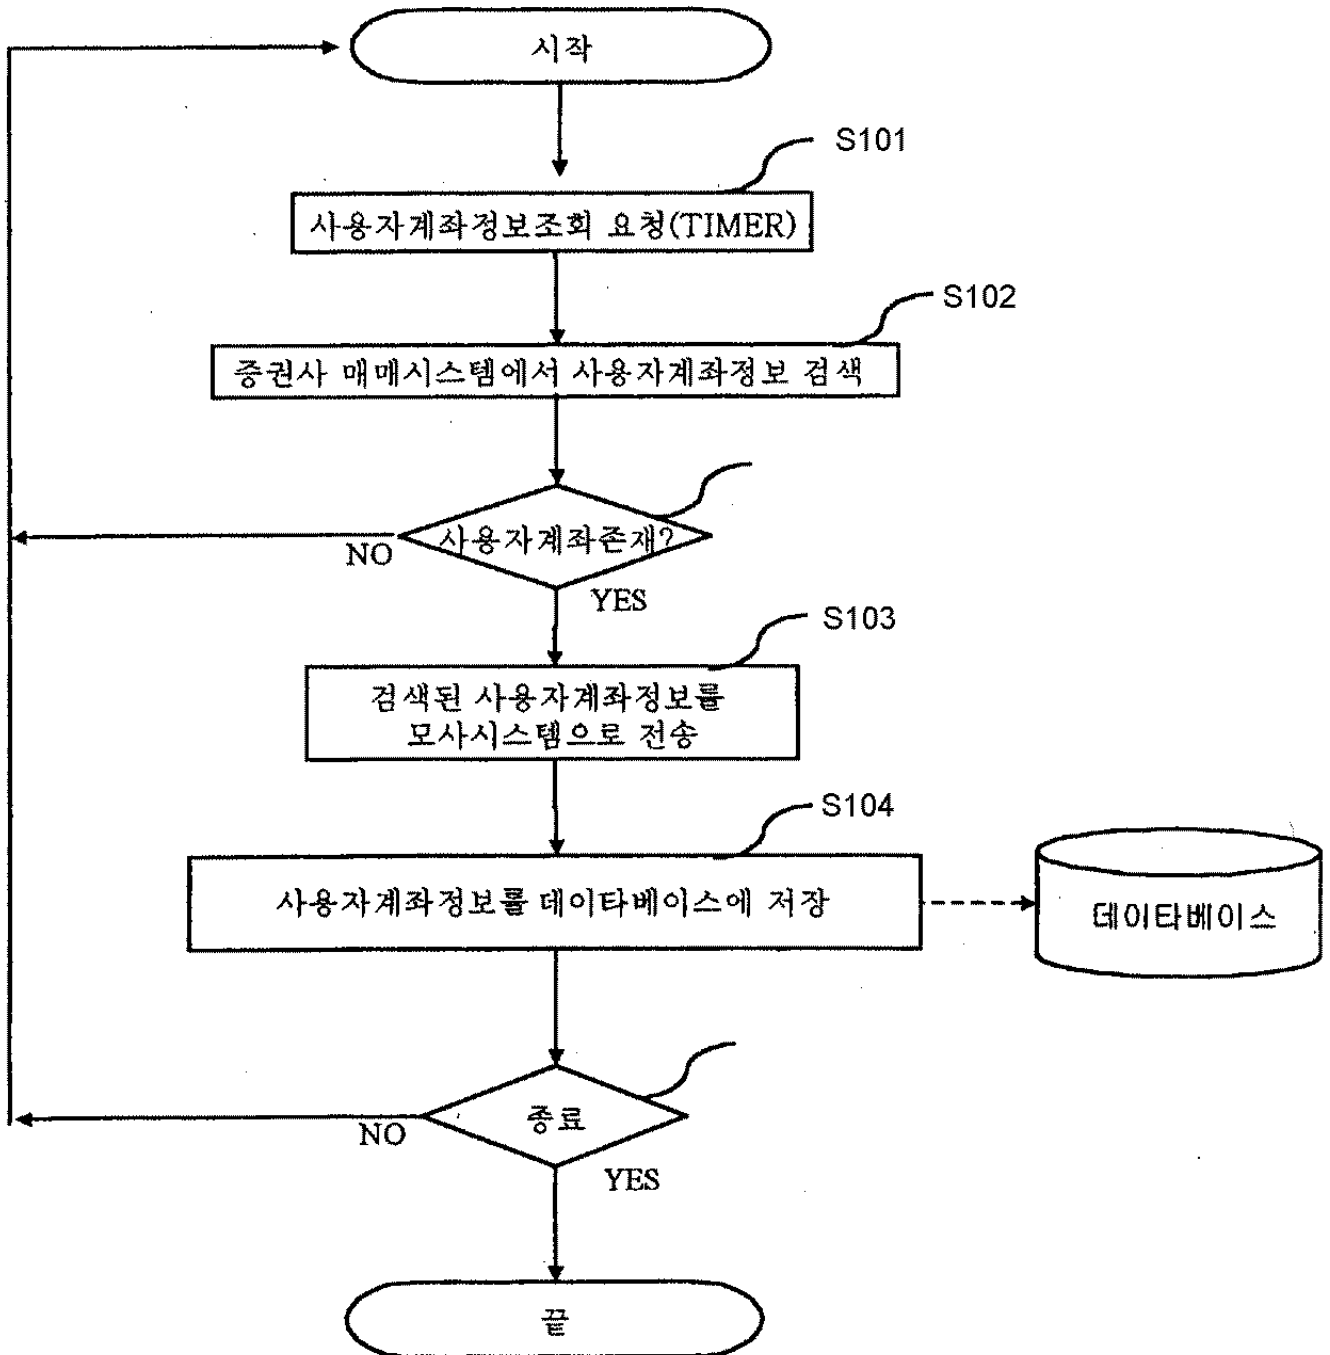 시작
S101
사용자계좌정보조회 요청(TIMER)
S102
증권사 매매시스템에서 사용자계좌정보 검색
사용자계좌존재?
NO
YES
S103
검색된 사용자계좌정보를
모사시스템으로 전송
S104
사용자계좌정보를 데이타베이스에 저장
데이타베이스
종료
NO
YES
끝